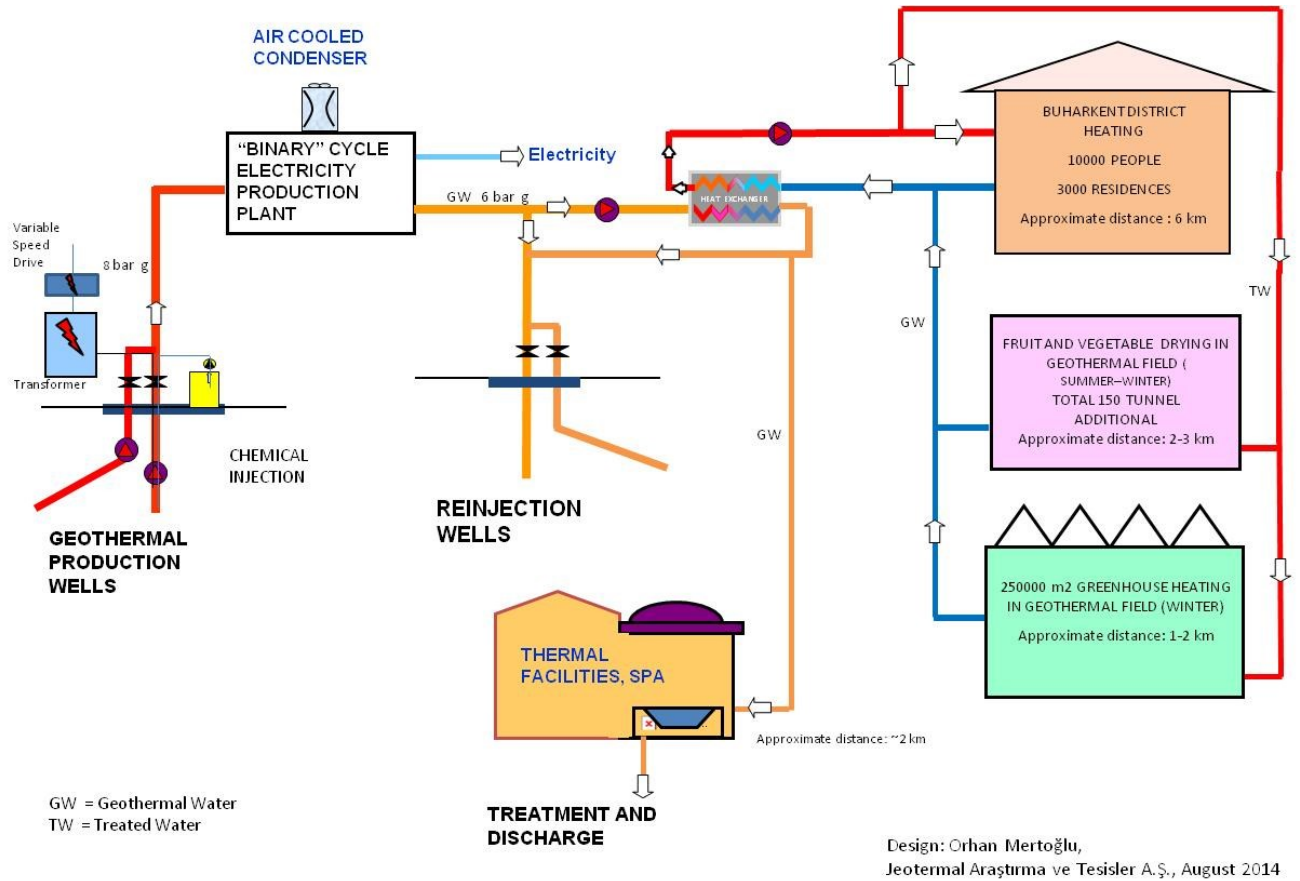 AIR COOLED
CONDENSER
"BINARY" CYCLE
ELECTRICITY
PRODUCTION
PLANT
Electricity
GW 6 bar g
HEAT EXCHANGER
BUHARKENT DISTRICT
HEATING
10000 PEOPLE
3000 RESIDENCES
Approximate distance : 6 km
Variable
Speed
Drive
8 bar g
Transformer
CHEMICAL
INJECTION
GEOTHERMAL
PRODUCTION
WELLS
REINJECTION
WELLS
GW
GW
TW
FRUIT AND VEGETABLE DRYING IN
GEOTHERMAL FIELD (
SUMMER–WINTER)
TOTAL 150 TUNNEL
ADDITIONAL
Approximate distance: 2-3 km
250000 m2 GREENHOUSE HEATING
IN GEOTHERMAL FIELD (WINTER)
Approximate distance: 1-2 km
THERMAL
FACILITIES, SPA
Approximate distance: ~2 km
TREATMENT AND
DISCHARGE
GW = Geothermal Water
TW = Treated Water
Design: Orhan Mertoğlu,
Jeotermal Araştırma ve Tesisler A.Ş., August 2014